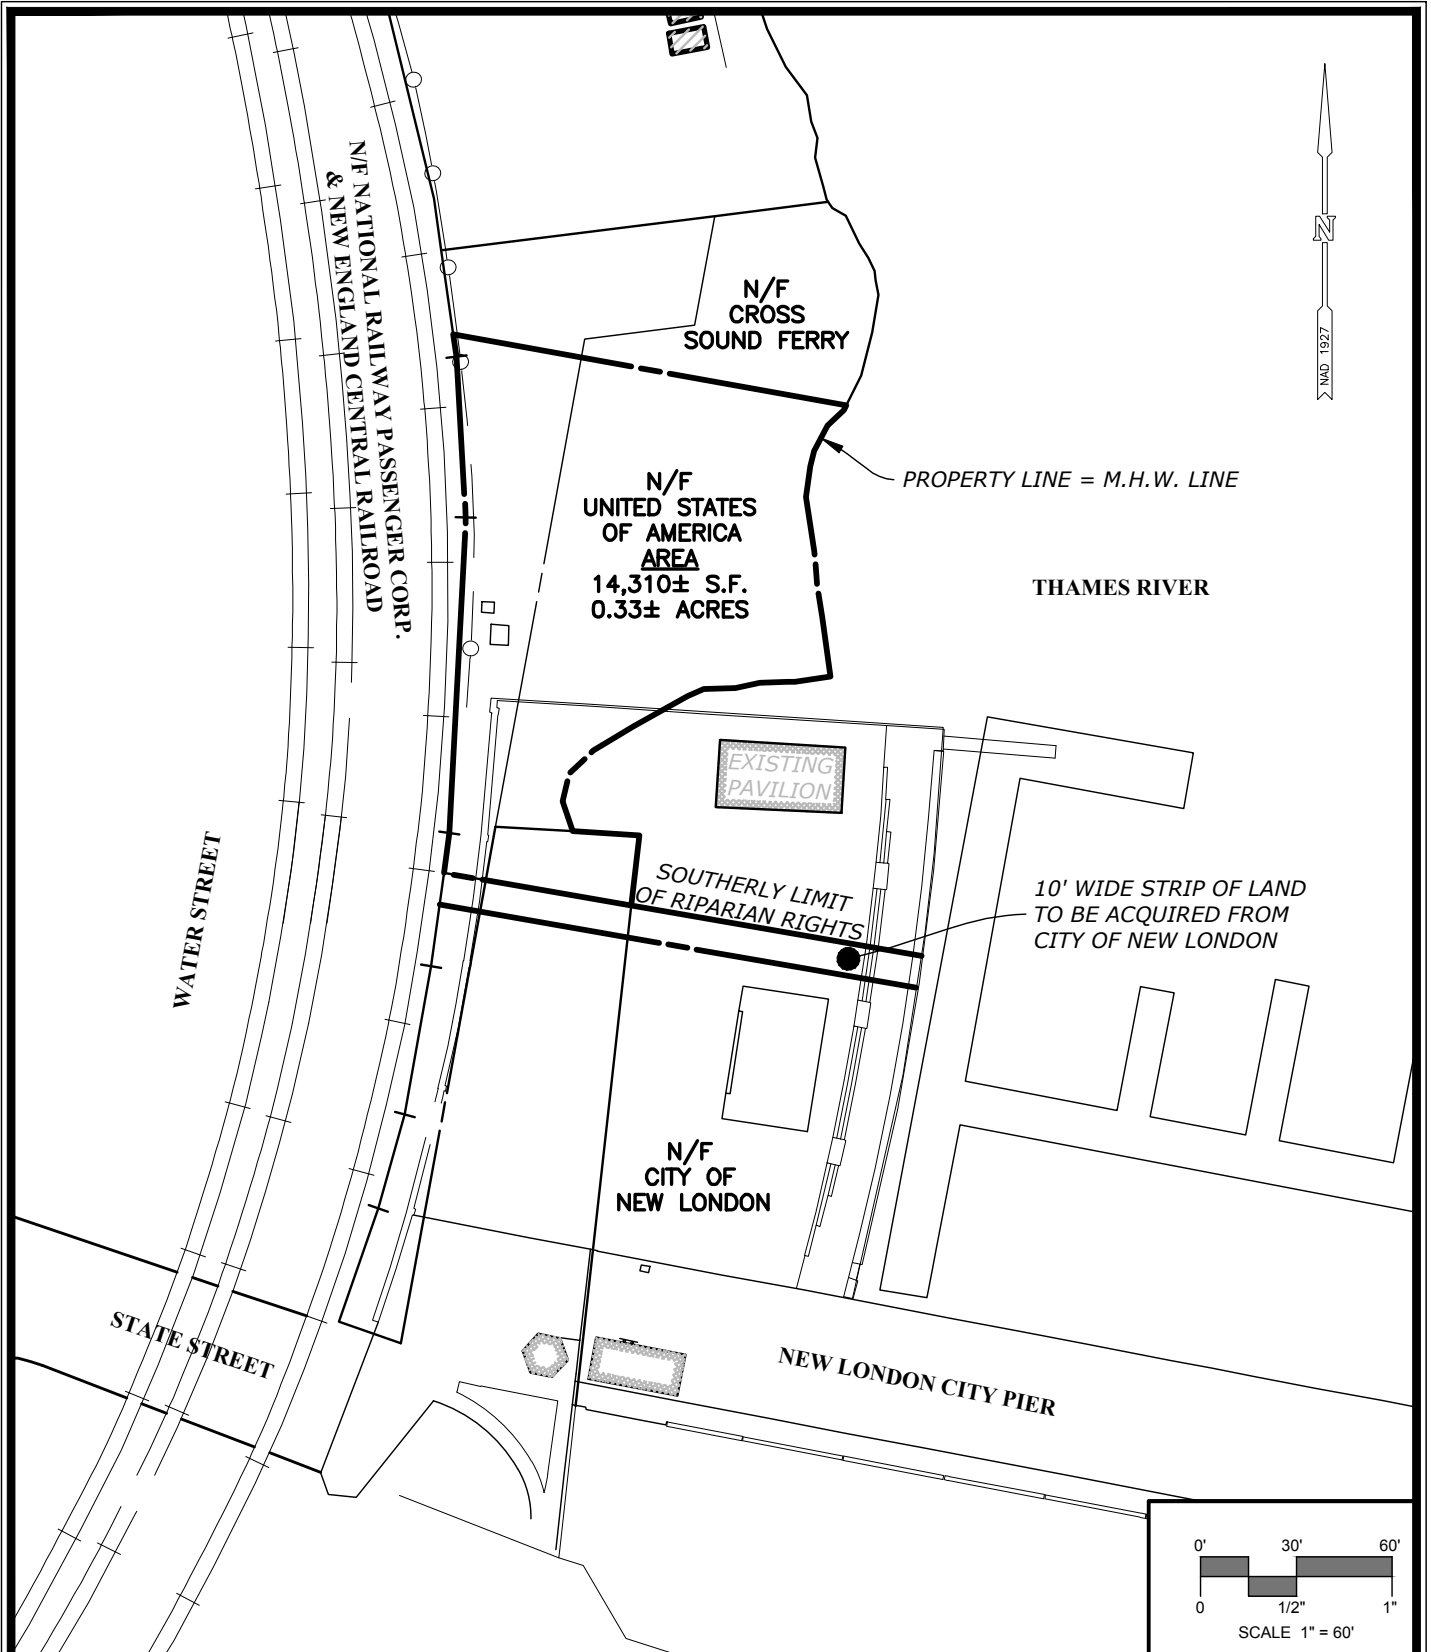 N/F NATIONAL RAILWAY PASSENGER CORP.
& NEW ENGLAND CENTRAL RAILROAD
N/F
CROSS
SOUND FERRY
N
NAD 1927
N/F
UNITED STATES
OF AMERICA
AREA
14,310± S.F.
0.33± ACRES
PROPERTY LINE = M.H.W. LINE
THAMES RIVER
EXISTING
PAVILION
WATER STREET
SOUTHERLY LIMIT
OF RIPARIAN RIGHTS
10' WIDE STRIP OF LAND
TO BE ACQUIRED FROM
CITY OF NEW LONDON
N/F
CITY OF
NEW LONDON
STATE STREET
NEW LONDON CITY PIER
0' 30' 60'
0 1/2" 1"
SCALE 1" = 60'